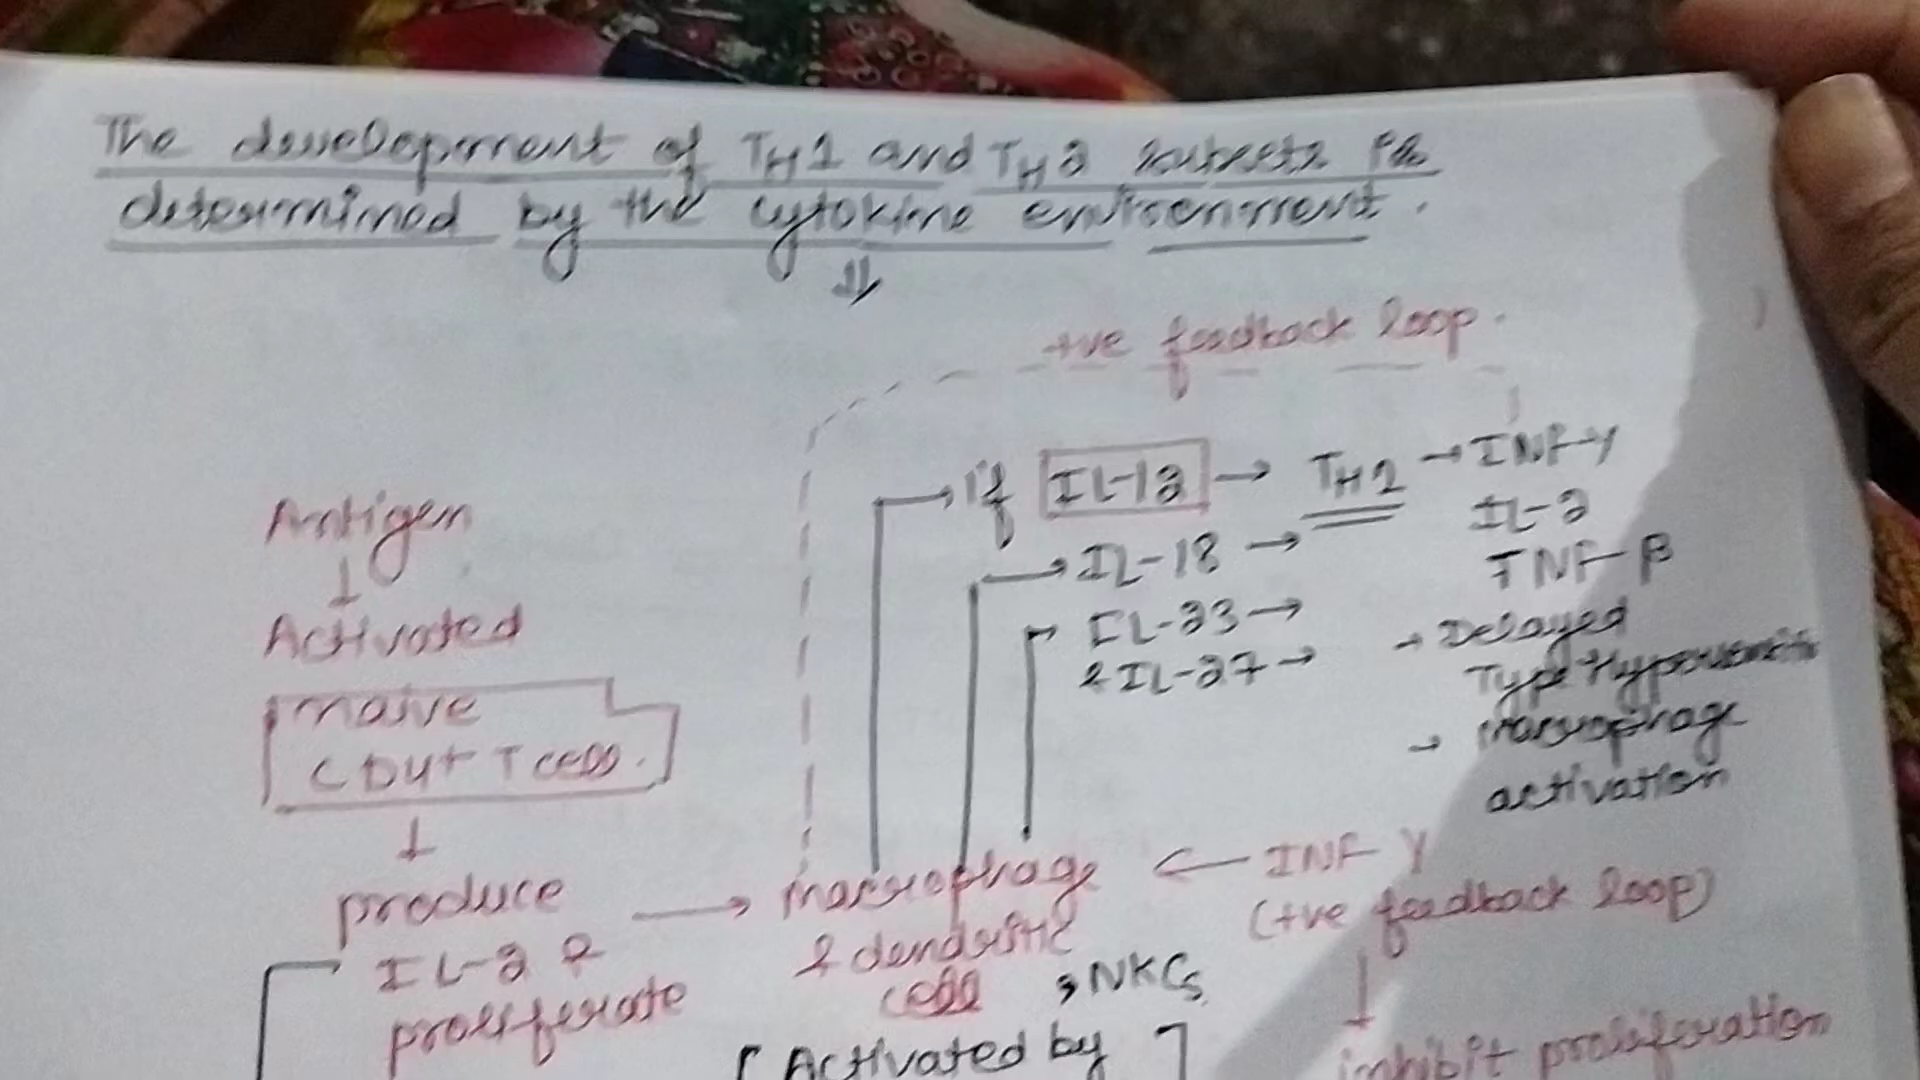 The development of TH1 and TH2 subsets is
determined by the cytokine environment.
+ve feedback loop.
if IL-12 → TH1 → INF-γ
IL-2
→ IL-18 →
TNF-β
IL-23 →
& IL-27 →
→ Delayed
Type Hypersensitiv
→ Macrophage
activation
Antigen
Activated
naive
CD4+ T cells.
produce
IL-2 &
proliferate
→ macrophage
& dendritic
cell
, NKCs
[ Activated by ]
← INF γ
(+ve feedback loop)
inhibit proliferation